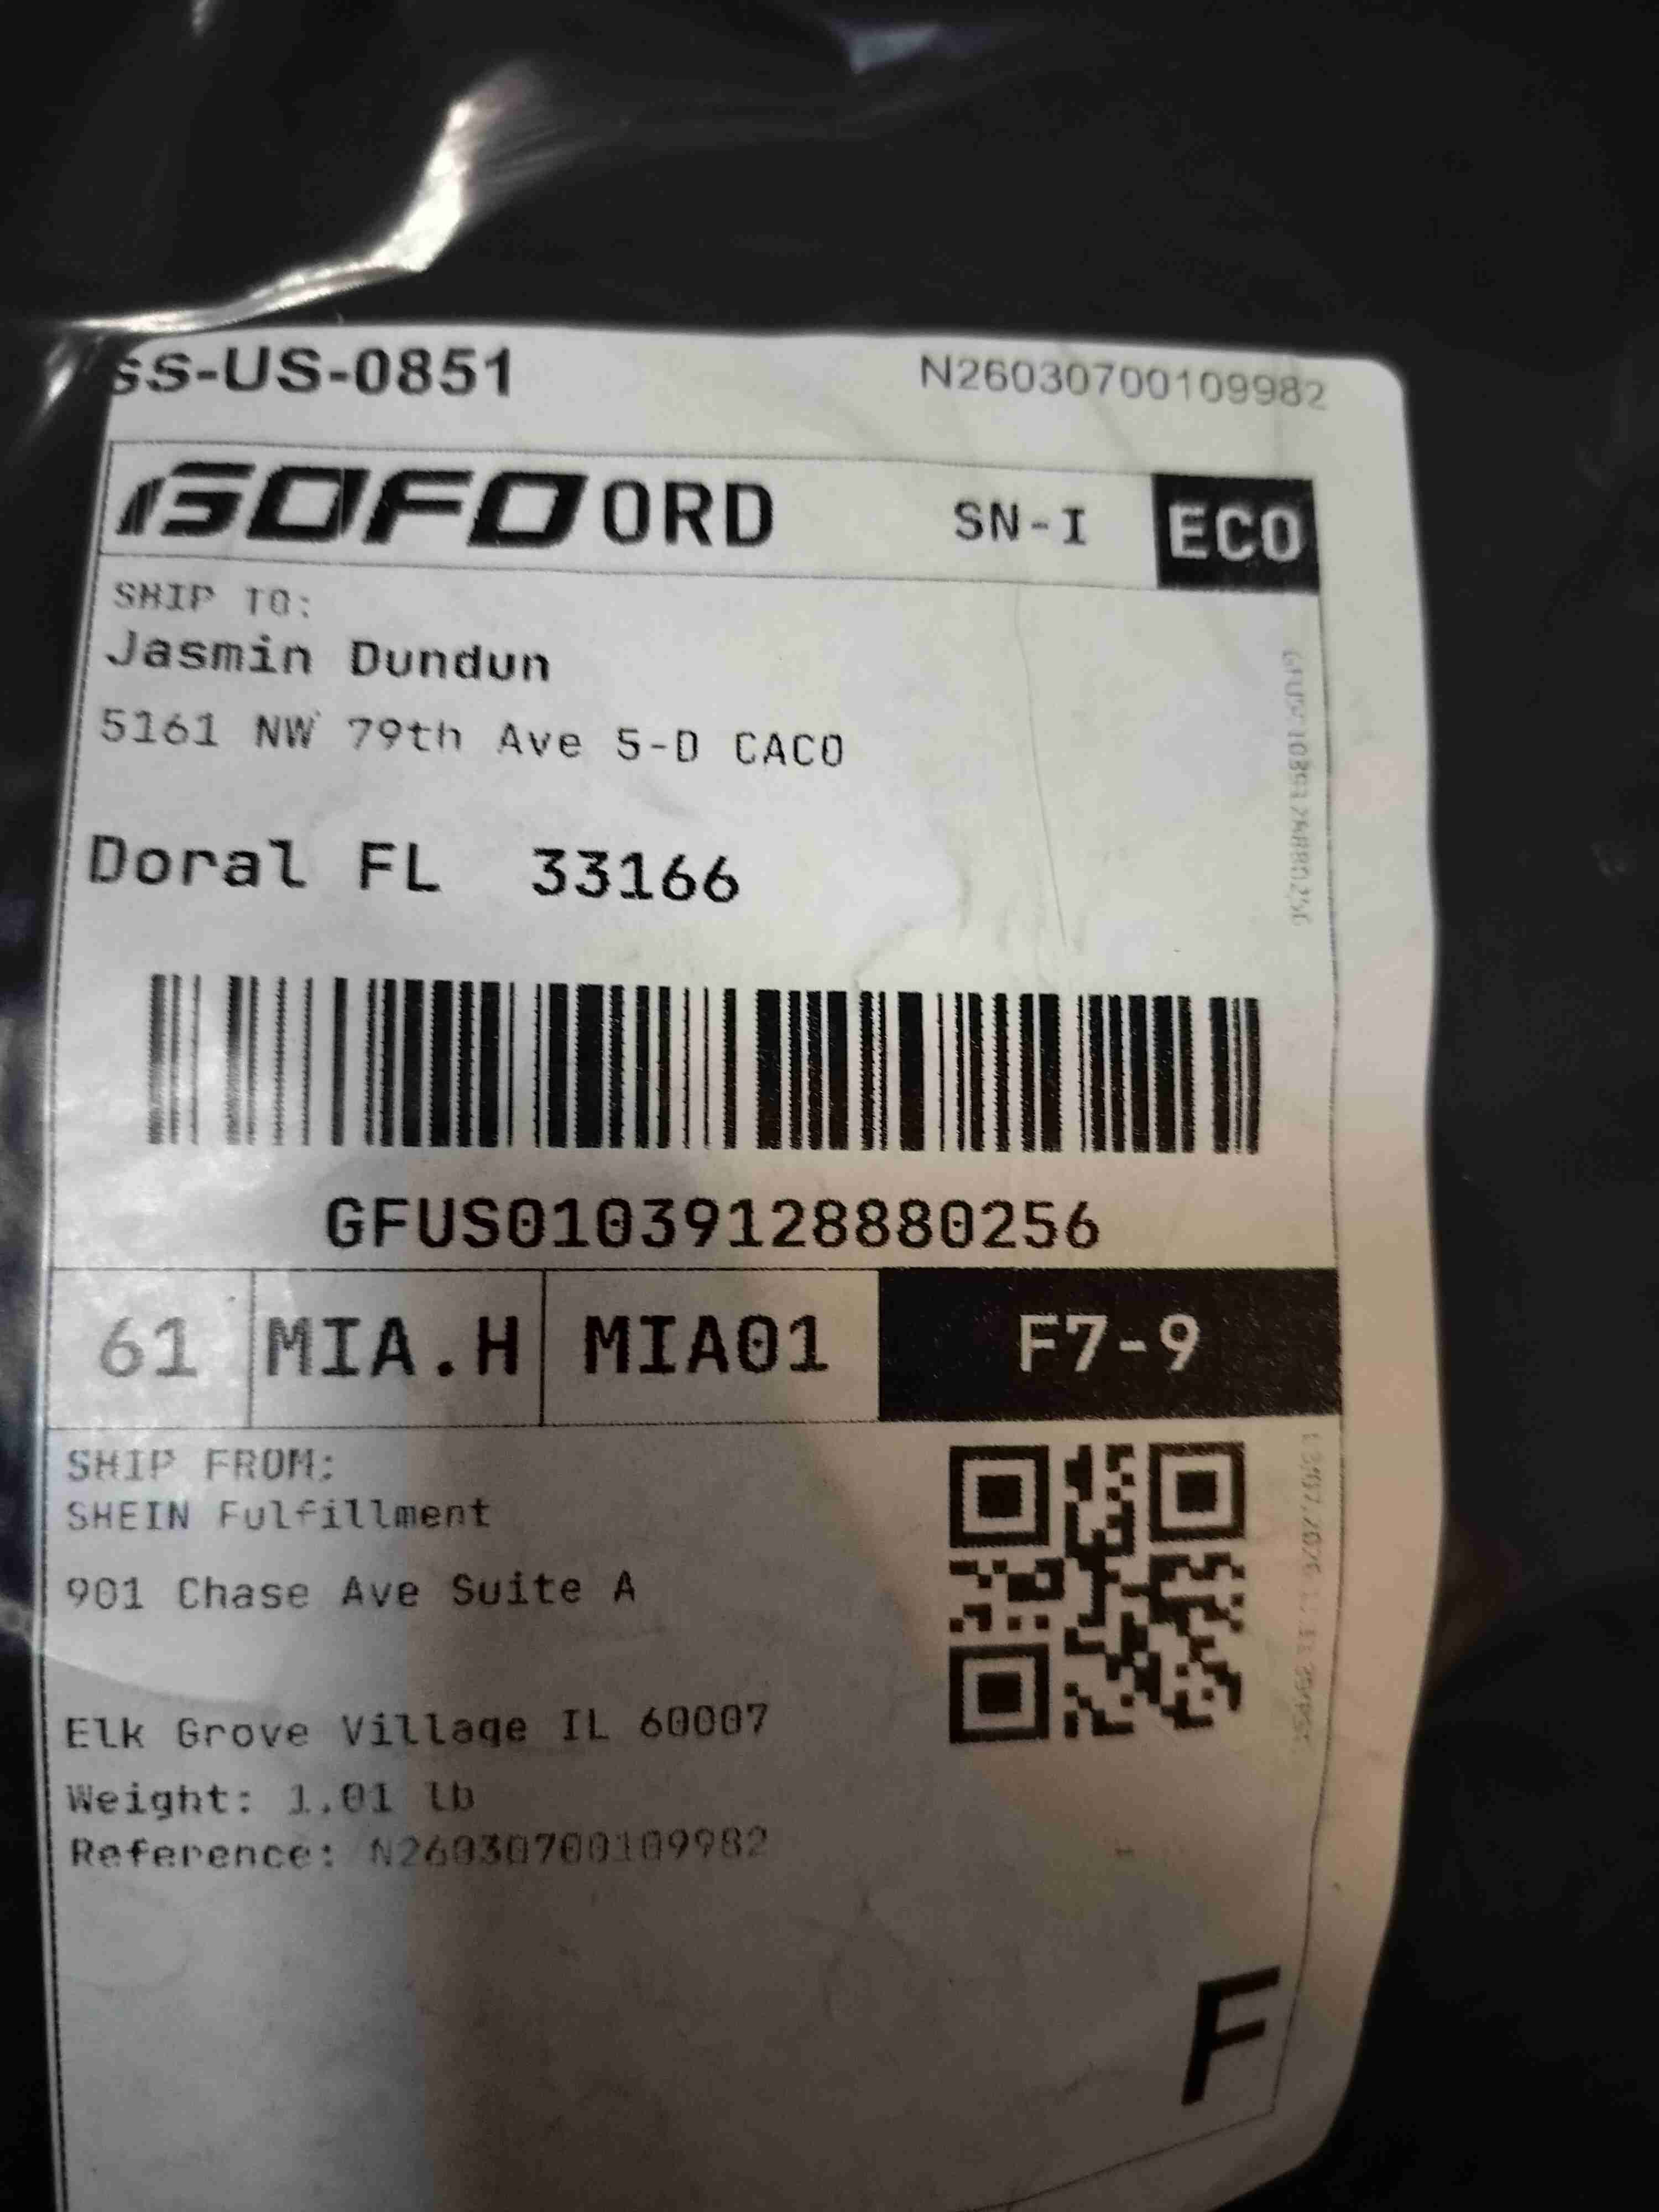 SS-US-0851
N26030700109982
GOFO ORD SN-I ECO
SHIP TO:
Jasmin Dundun
5161 NW 79th Ave 5-D CACO
Doral FL 33166
GFUS01039128880256
GFUS01039128880256
61 MIA.H MIA01 F7-9
SHIP FROM:
SHEIN Fulfillment
901 Chase Ave Suite A
Elk Grove Village IL 60007
Weight: 1.01 lb
Reference: N26030700109982
F